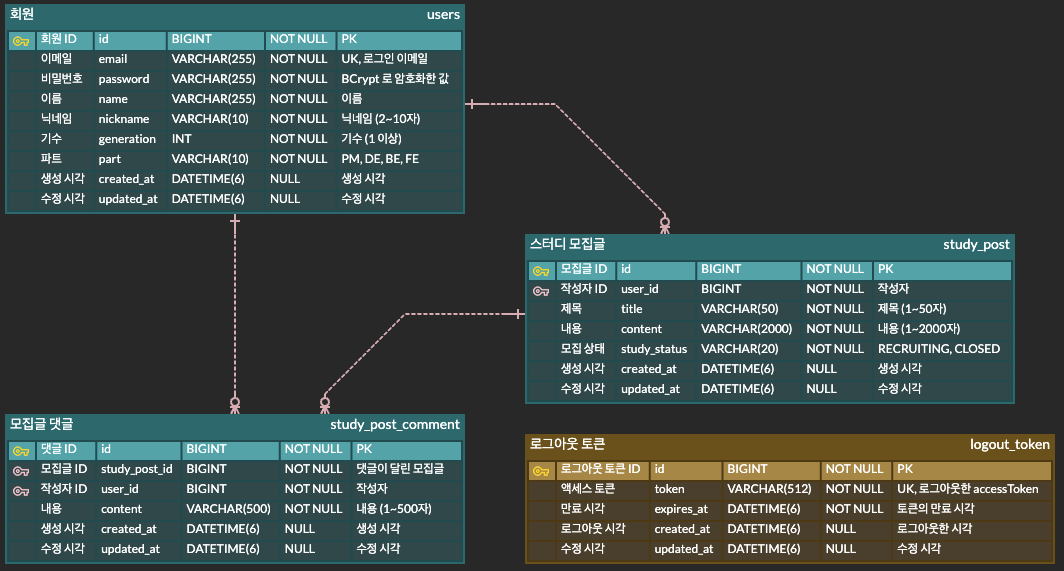 회원 users
회원 ID id BIGINT NOT NULL PK
이메일 email VARCHAR(255) NOT NULL UK, 로그인 이메일
비밀번호 password VARCHAR(255) NOT NULL BCrypt 로 암호화한 값
이름 name VARCHAR(255) NOT NULL 이름
닉네임 nickname VARCHAR(10) NOT NULL 닉네임 (2~10자)
기수 generation INT NOT NULL 기수 (1 이상)
파트 part VARCHAR(10) NOT NULL PM, DE, BE, FE
생성 시각 created_at DATETIME(6) NULL 생성 시각
수정 시각 updated_at DATETIME(6) NULL 수정 시각
스터디 모집글 study_post
모집글 ID id BIGINT NOT NULL PK
작성자 ID user_id BIGINT NOT NULL 작성자
제목 title VARCHAR(50) NOT NULL 제목 (1~50자)
내용 content VARCHAR(2000) NOT NULL 내용 (1~2000자)
모집 상태 study_status VARCHAR(20) NOT NULL RECRUITING, CLOSED
생성 시각 created_at DATETIME(6) NULL 생성 시각
수정 시각 updated_at DATETIME(6) NULL 수정 시각
모집글 댓글 study_post_comment
댓글 ID id BIGINT NOT NULL PK
모집글 ID study_post_id BIGINT NOT NULL 댓글이 달린 모집글
작성자 ID user_id BIGINT NOT NULL 작성자
내용 content VARCHAR(500) NOT NULL 내용 (1~500자)
생성 시각 created_at DATETIME(6) NULL 생성 시각
수정 시각 updated_at DATETIME(6) NULL 수정 시각
로그아웃 토큰 logout_token
로그아웃 토큰 ID id BIGINT NOT NULL PK
액세스 토큰 token VARCHAR(512) NOT NULL UK, 로그아웃한 accessToken
만료 시각 expires_at DATETIME(6) NOT NULL 토큰의 만료 시각
로그아웃 시각 created_at DATETIME(6) NULL 로그아웃한 시각
수정 시각 updated_at DATETIME(6) NULL 수정 시각